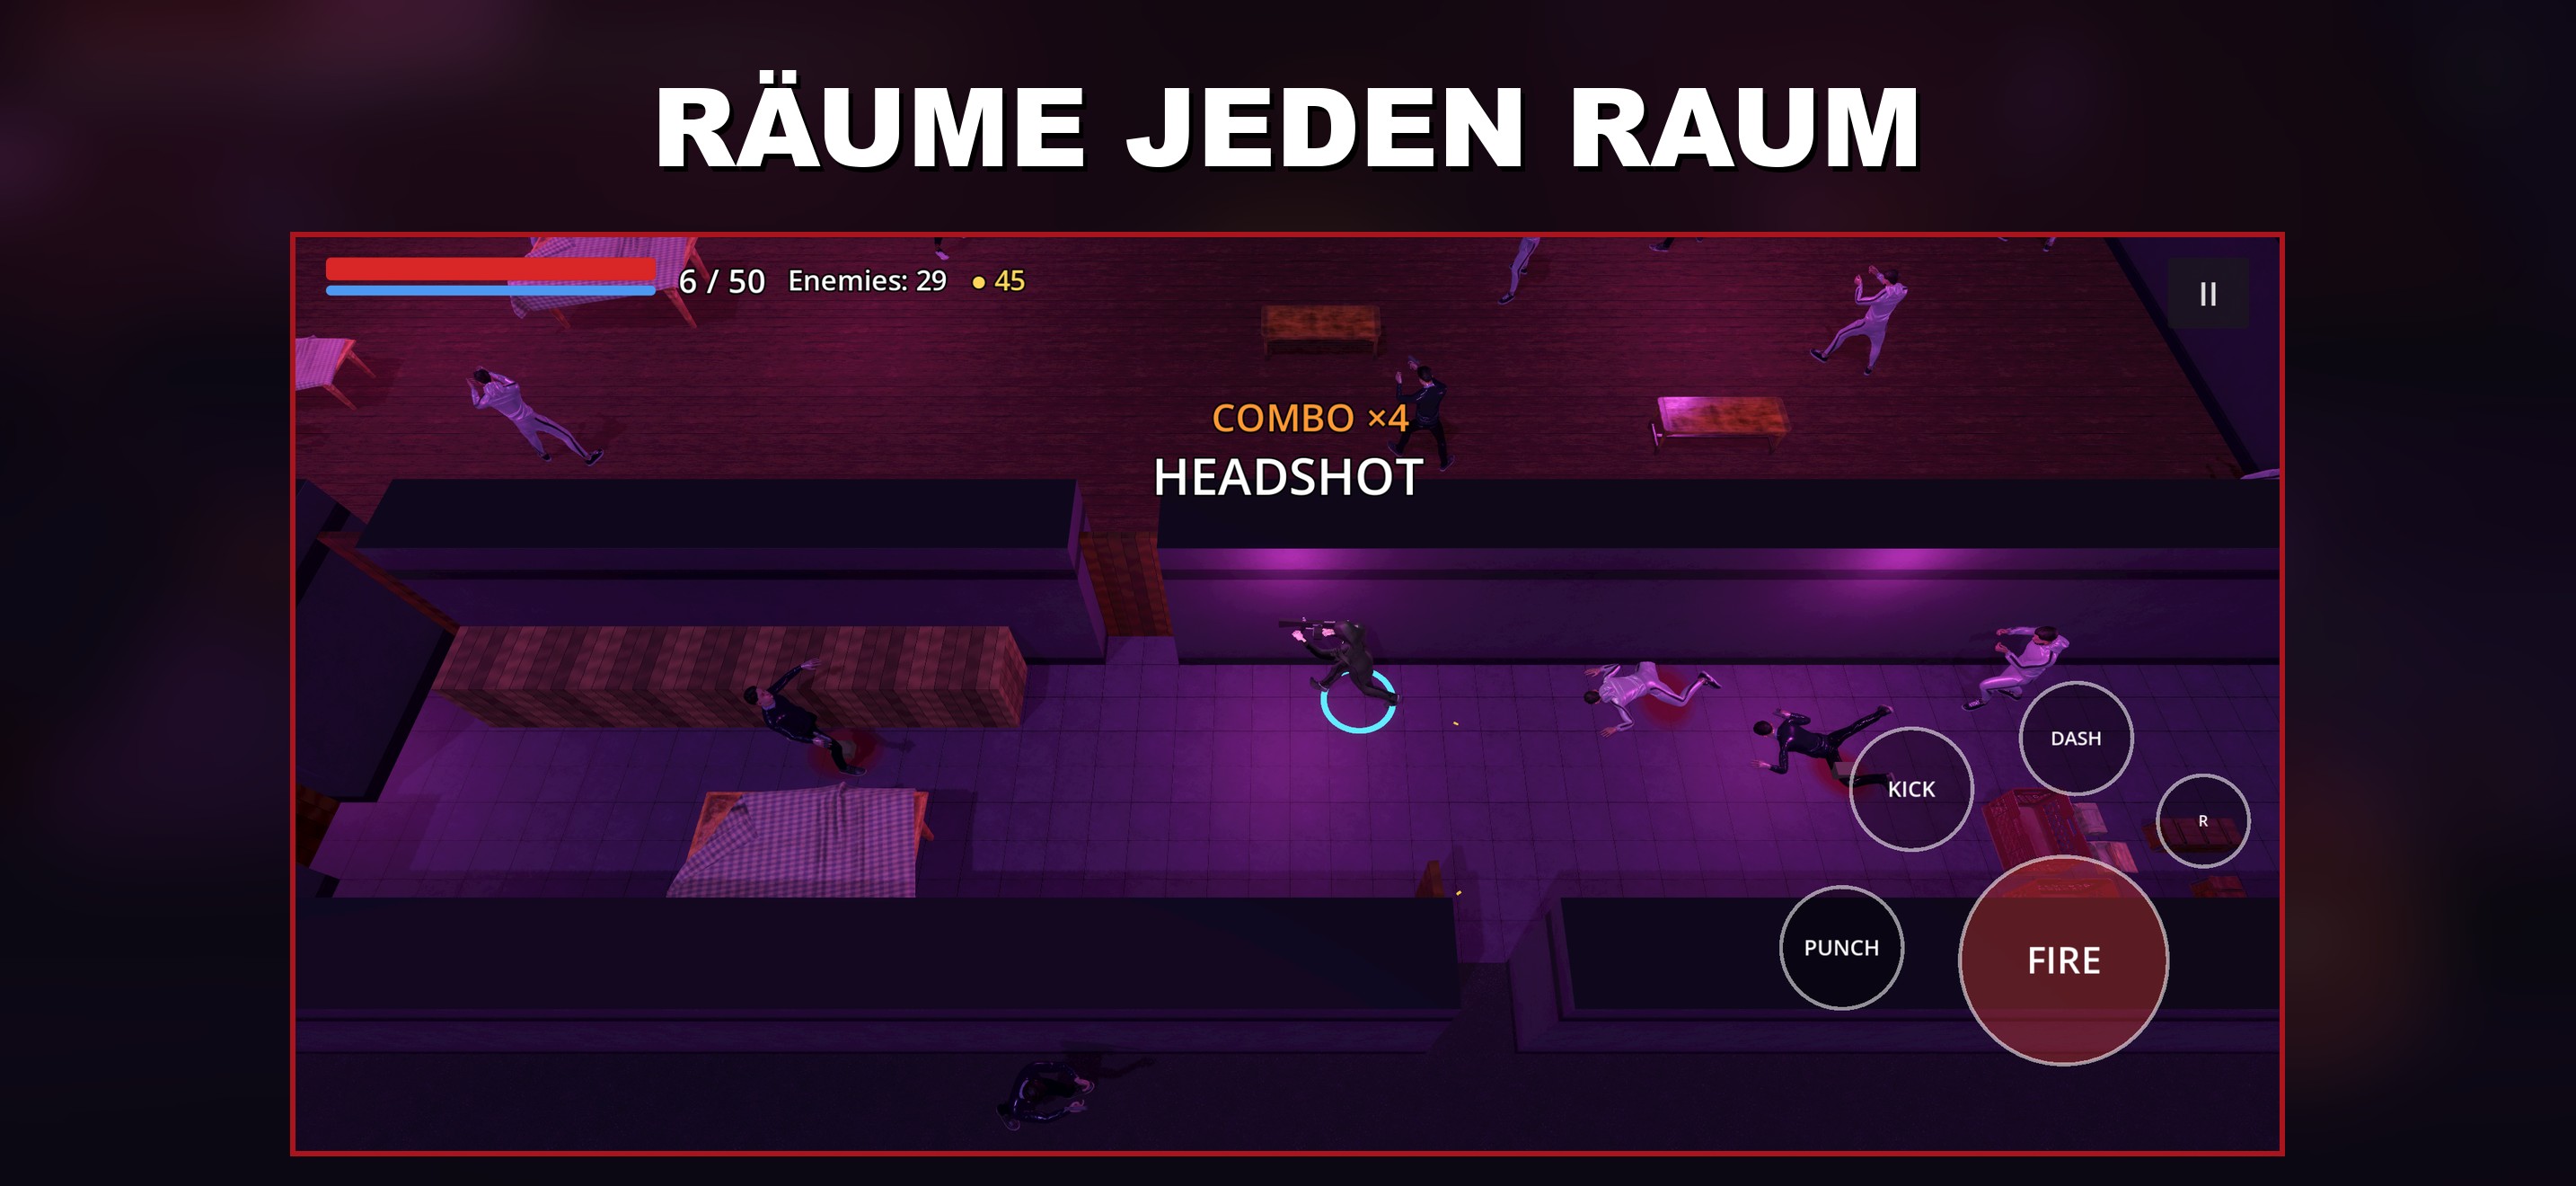 RÄUME JEDEN RAUM
6 / 50 Enemies: 29 45
COMBO ×4
HEADSHOT
DASH
KICK
R
PUNCH
FIRE